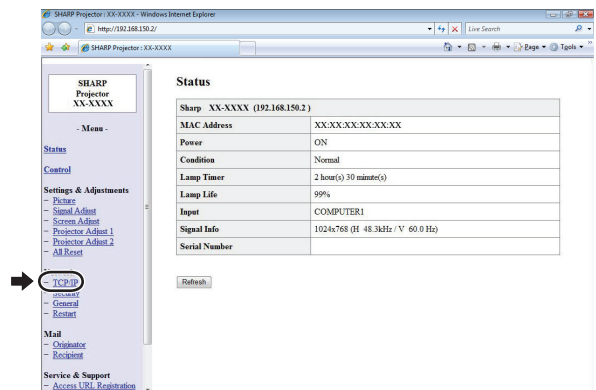 SHARP Projector : XX-XXXX - Windows Internet Explorer
http://192.168.150.2/
Live Search
SHARP Projector : XX-XXXX
Page
Tools
SHARP
Projector
XX-XXXX
- Menu -
Status
Control
Settings & Adjustments
– Picture
– Signal Adjust
– Screen Adjust
– Projector Adjust 1
– Projector Adjust 2
– All Reset
– TCP/IP
– Security
– General
– Restart
Mail
– Originator
– Recipient
Service & Support
– Access URL Registration
Status
Sharp XX-XXXX (192.168.150.2 )
MAC Address XX:XX:XX:XX:XX:XX
Power ON
Condition Normal
Lamp Timer 2 hour(s) 30 minute(s)
Lamp Life 99%
Input COMPUTER1
Signal Info 1024x768 (H 48.3kHz / V 60.0 Hz)
Serial Number
Refresh